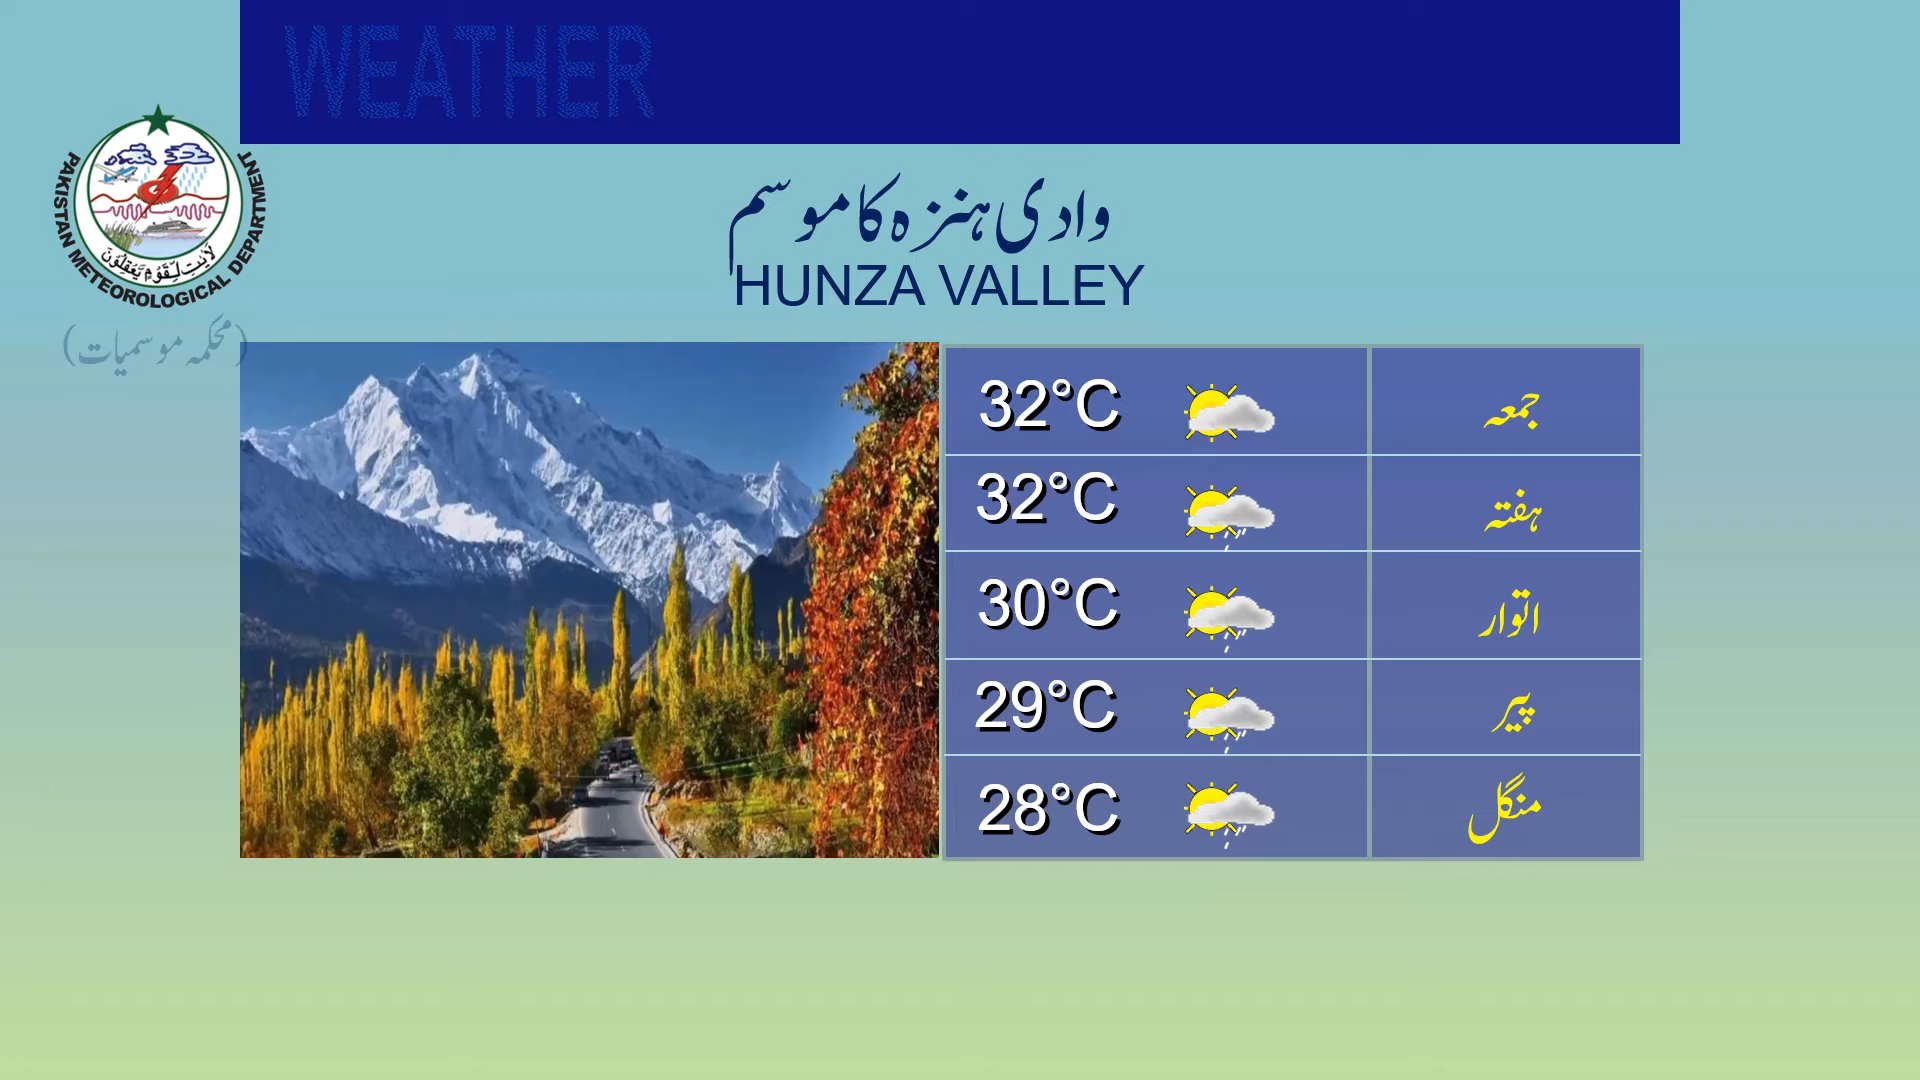 WEATHER
PAKISTAN METEOROLOGICAL DEPARTMENT
لَاٰیٰتٍ لِّقَوْمٍ یَّعْقِلُوْنَ
(محکمہ موسمیات)
وادی ہنزہ کا موسم
HUNZA VALLEY
32°C جمعہ
32°C ہفتہ
30°C اتوار
29°C پیر
28°C منگل